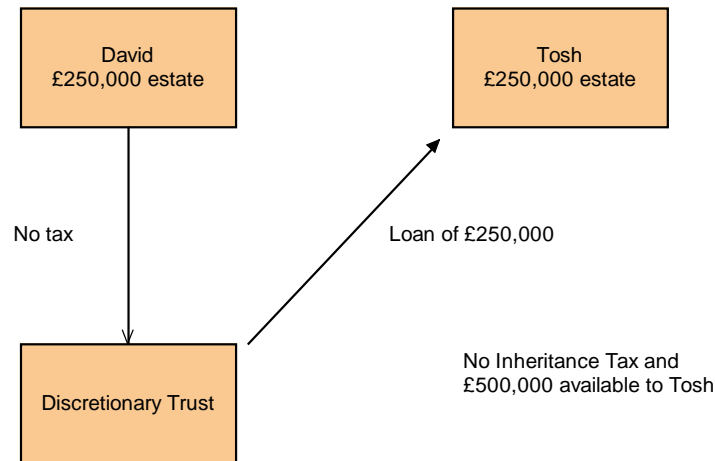 David
£250,000 estate
Tosh
£250,000 estate
No tax
Loan of £250,000
Discretionary Trust
No Inheritance Tax and
£500,000 available to Tosh